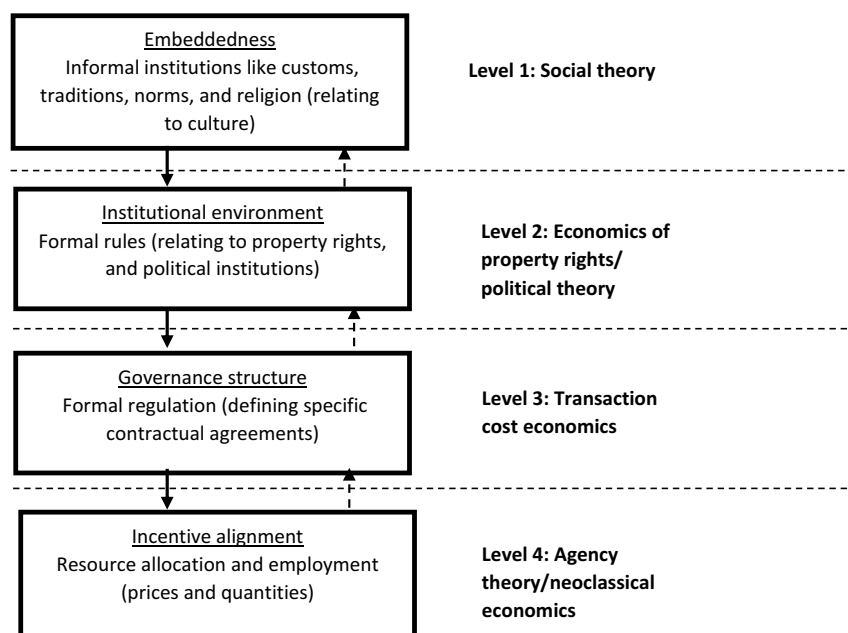 Embeddedness
Informal institutions like customs,
traditions, norms, and religion (relating
to culture)
Level 1: Social theory
Institutional environment
Formal rules (relating to property rights,
and political institutions)
Level 2: Economics of
property rights/
political theory
Governance structure
Formal regulation (defining specific
contractual agreements)
Level 3: Transaction
cost economics
Incentive alignment
Resource allocation and employment
(prices and quantities)
Level 4: Agency
theory/neoclassical
economics